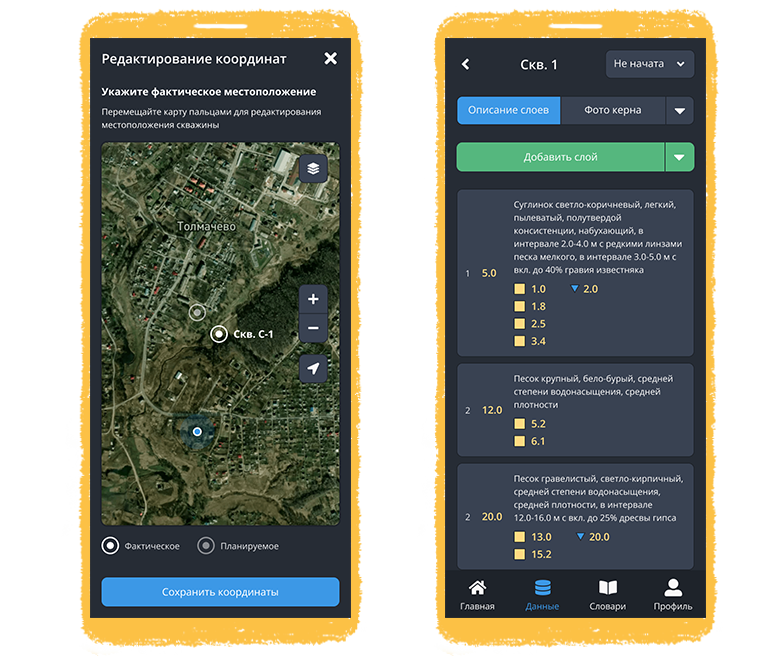 Редактирование координат
Укажите фактическое местоположение
Перемещайте карту пальцами для редактирования
местоположения скважины
Толмачёво
Скв. С-1
Фактическое
Планируемое
Сохранить координаты
Скв. 1
Не начата
Описание слоев
Фото керна
Добавить слой
1
5.0
Суглинок светло-коричневый, легкий,
пылеватый, полутвердой
консистенции, набухающий, в
интервале 2.0-4.0 м с редкими линзами
песка мелкого, в интервале 3.0-5.0 м с
вкл. до 40% гравия известняка
1.0
2.0
1.8
2.5
3.4
2
12.0
Песок крупный, бело-бурый, средней
степени водонасыщения, средней
плотности
5.2
6.1
2
20.0
Песок гравелистый, светло-кирпичный,
средней степени водонасыщения,
средней плотности, в интервале
12.0-16.0 м с вкл. до 25% дресвы гипса
13.0
20.0
15.2
Главная
Данные
Словари
Профиль